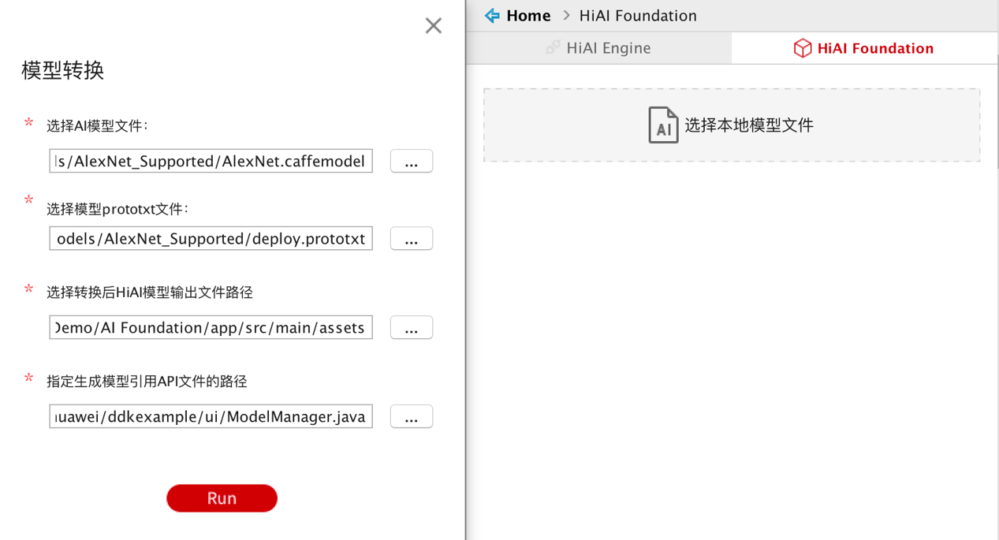 模型转换
* 选择AI模型文件:
ls/AlexNet_Supported/AlexNet.caffemodel
...
* 选择模型prototxt文件:
odels/AlexNet_Supported/deploy.prototxt
...
* 选择转换后HiAI模型输出文件路径
Demo/AI Foundation/app/src/main/assets
...
* 指定生成模型引用API文件的路径
uawei/ddkexample/ui/ModelManager.java
...
Run
Home > HiAI Foundation
HiAI Engine
HiAI Foundation
AI 选择本地模型文件